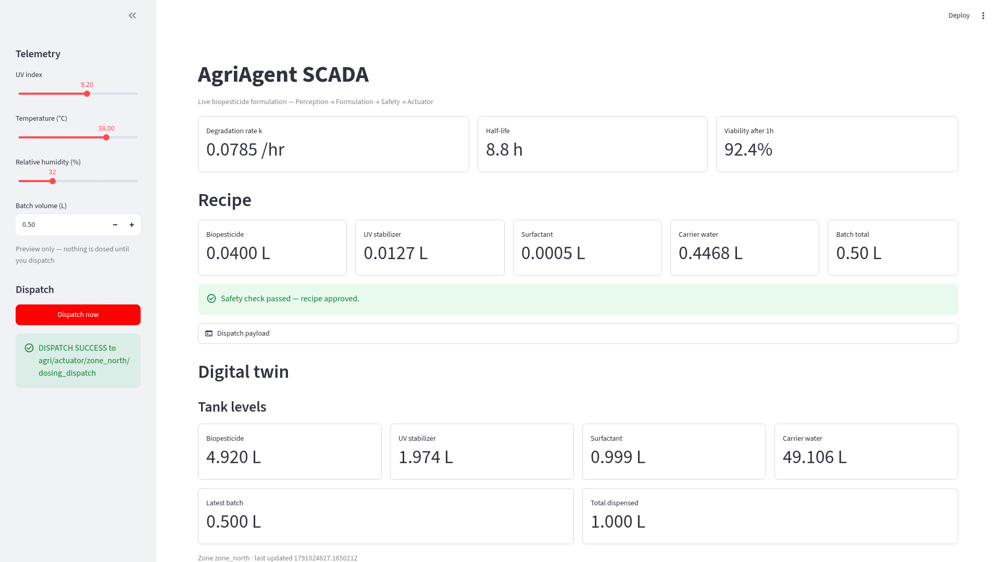 Deploy
Telemetry
UV index
9.20
Temperature (°C)
38.00
Relative humidity (%)
32
Batch volume (L)
0.50
Preview only — nothing is dosed until
you dispatch
Dispatch
Dispatch now
DISPATCH SUCCESS to
agri/actuator/zone_north/
dosing_dispatch
AgriAgent SCADA
Live biopesticide formulation — Perception → Formulation → Safety → Actuator
Degradation rate k
0.0785 /hr
Half-life
8.8 h
Viability after 1h
92.4%
Recipe
Biopesticide
0.0400 L
UV stabilizer
0.0127 L
Surfactant
0.0005 L
Carrier water
0.4468 L
Batch total
0.50 L
Safety check passed — recipe approved.
Dispatch payload
Digital twin
Tank levels
Biopesticide
4.920 L
UV stabilizer
1.974 L
Surfactant
0.999 L
Carrier water
49.106 L
Latest batch
0.500 L
Total dispensed
1.000 L
Zone zone_north · last updated 1791024827.1650212